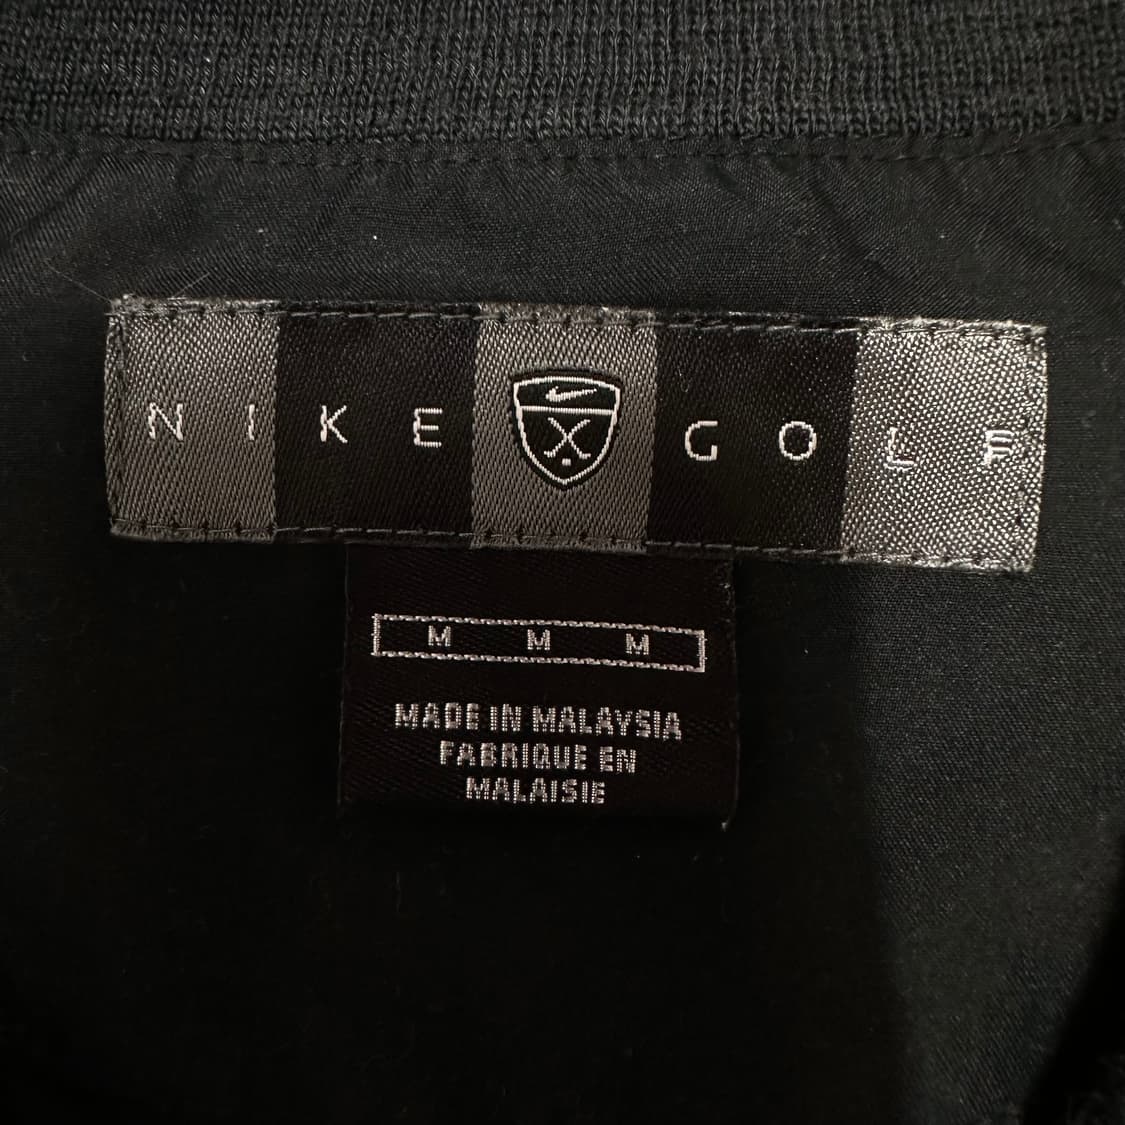 NIKE GOLF
M M M
MADE IN MALAYSIA
FABRIQUE EN
MALAISIE